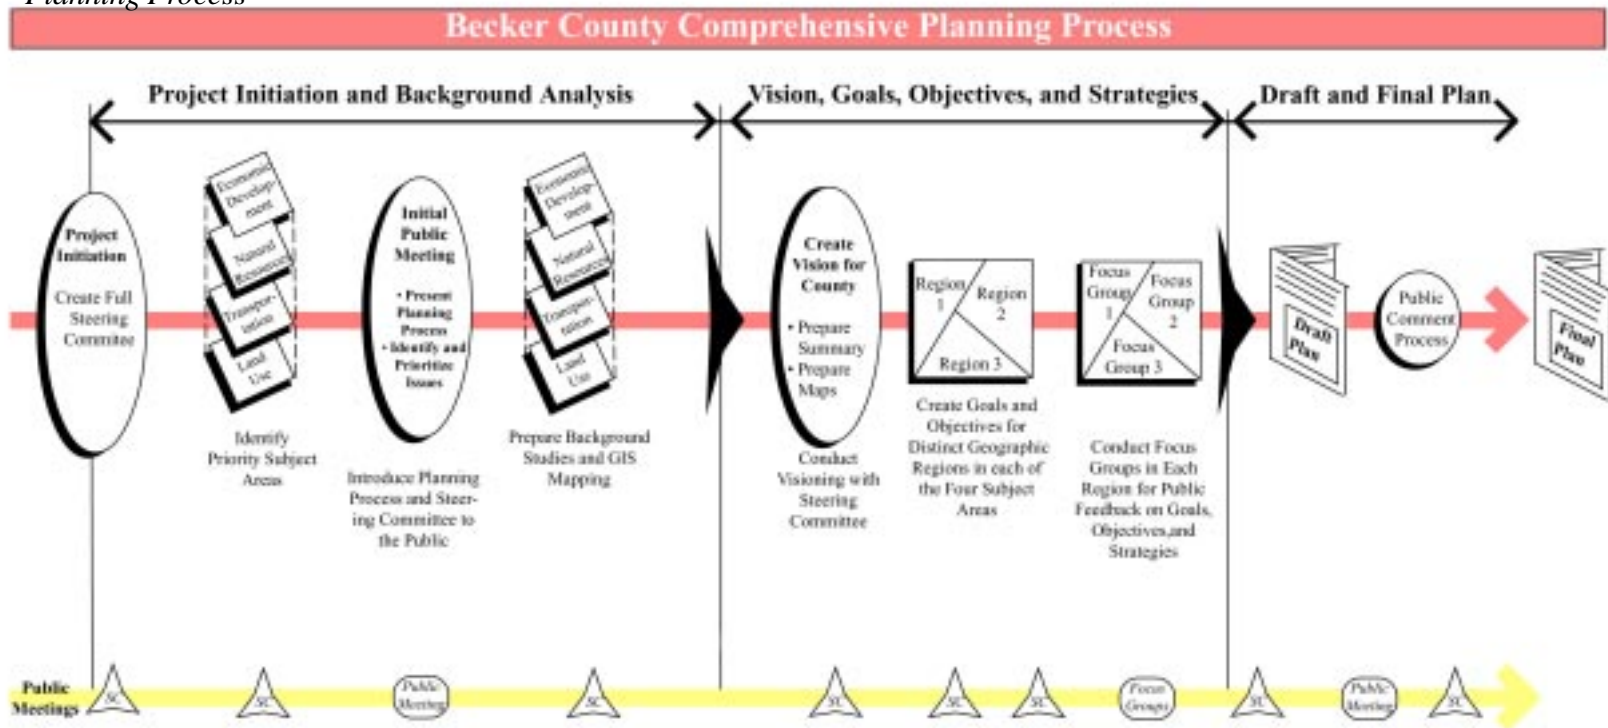 Planning Process
Becker County Comprehensive Planning Process
Project Initiation and Background Analysis
Vision, Goals, Objectives, and Strategies
Draft and Final Plan
Project
Initiation
Create Full
Steering
Commitee
Economic
Develop-
ment
Natural
Resources
Transpor-
tation
Land
Use
Identify
Priority Subject
Areas
Initial
Public
Meeting
• Present
Planning
Process
• Identify and
Prioritize
Issues
Introduce Planning
Process and Steer-
ing Committee to
the Public
Economic
Develop-
ment
Natural
Resources
Transpor-
tation
Land
Use
Prepare Background
Studies and GIS
Mapping
Create
Vision for
County
• Prepare
Summary
• Prepare
Maps
Conduct
Visioning with
Steering
Committee
Region
1
Region
2
Region 3
Create Goals and
Objectives for
Distinct Geographic
Regions in each of
the Four Subject
Areas
Focus
Group
1
Focus
Group
2
Focus
Group 3
Conduct Focus
Groups in Each
Region for Public
Feedback on Goals,
Objectives,and
Strategies
Draft
Plan
Public
Comment
Process
Final
Plan
Public
Meetings
SC
SC
Public
Meeting
SC
SC
SC
SC
Focus
Groups
SC
Public
Meeting
SC